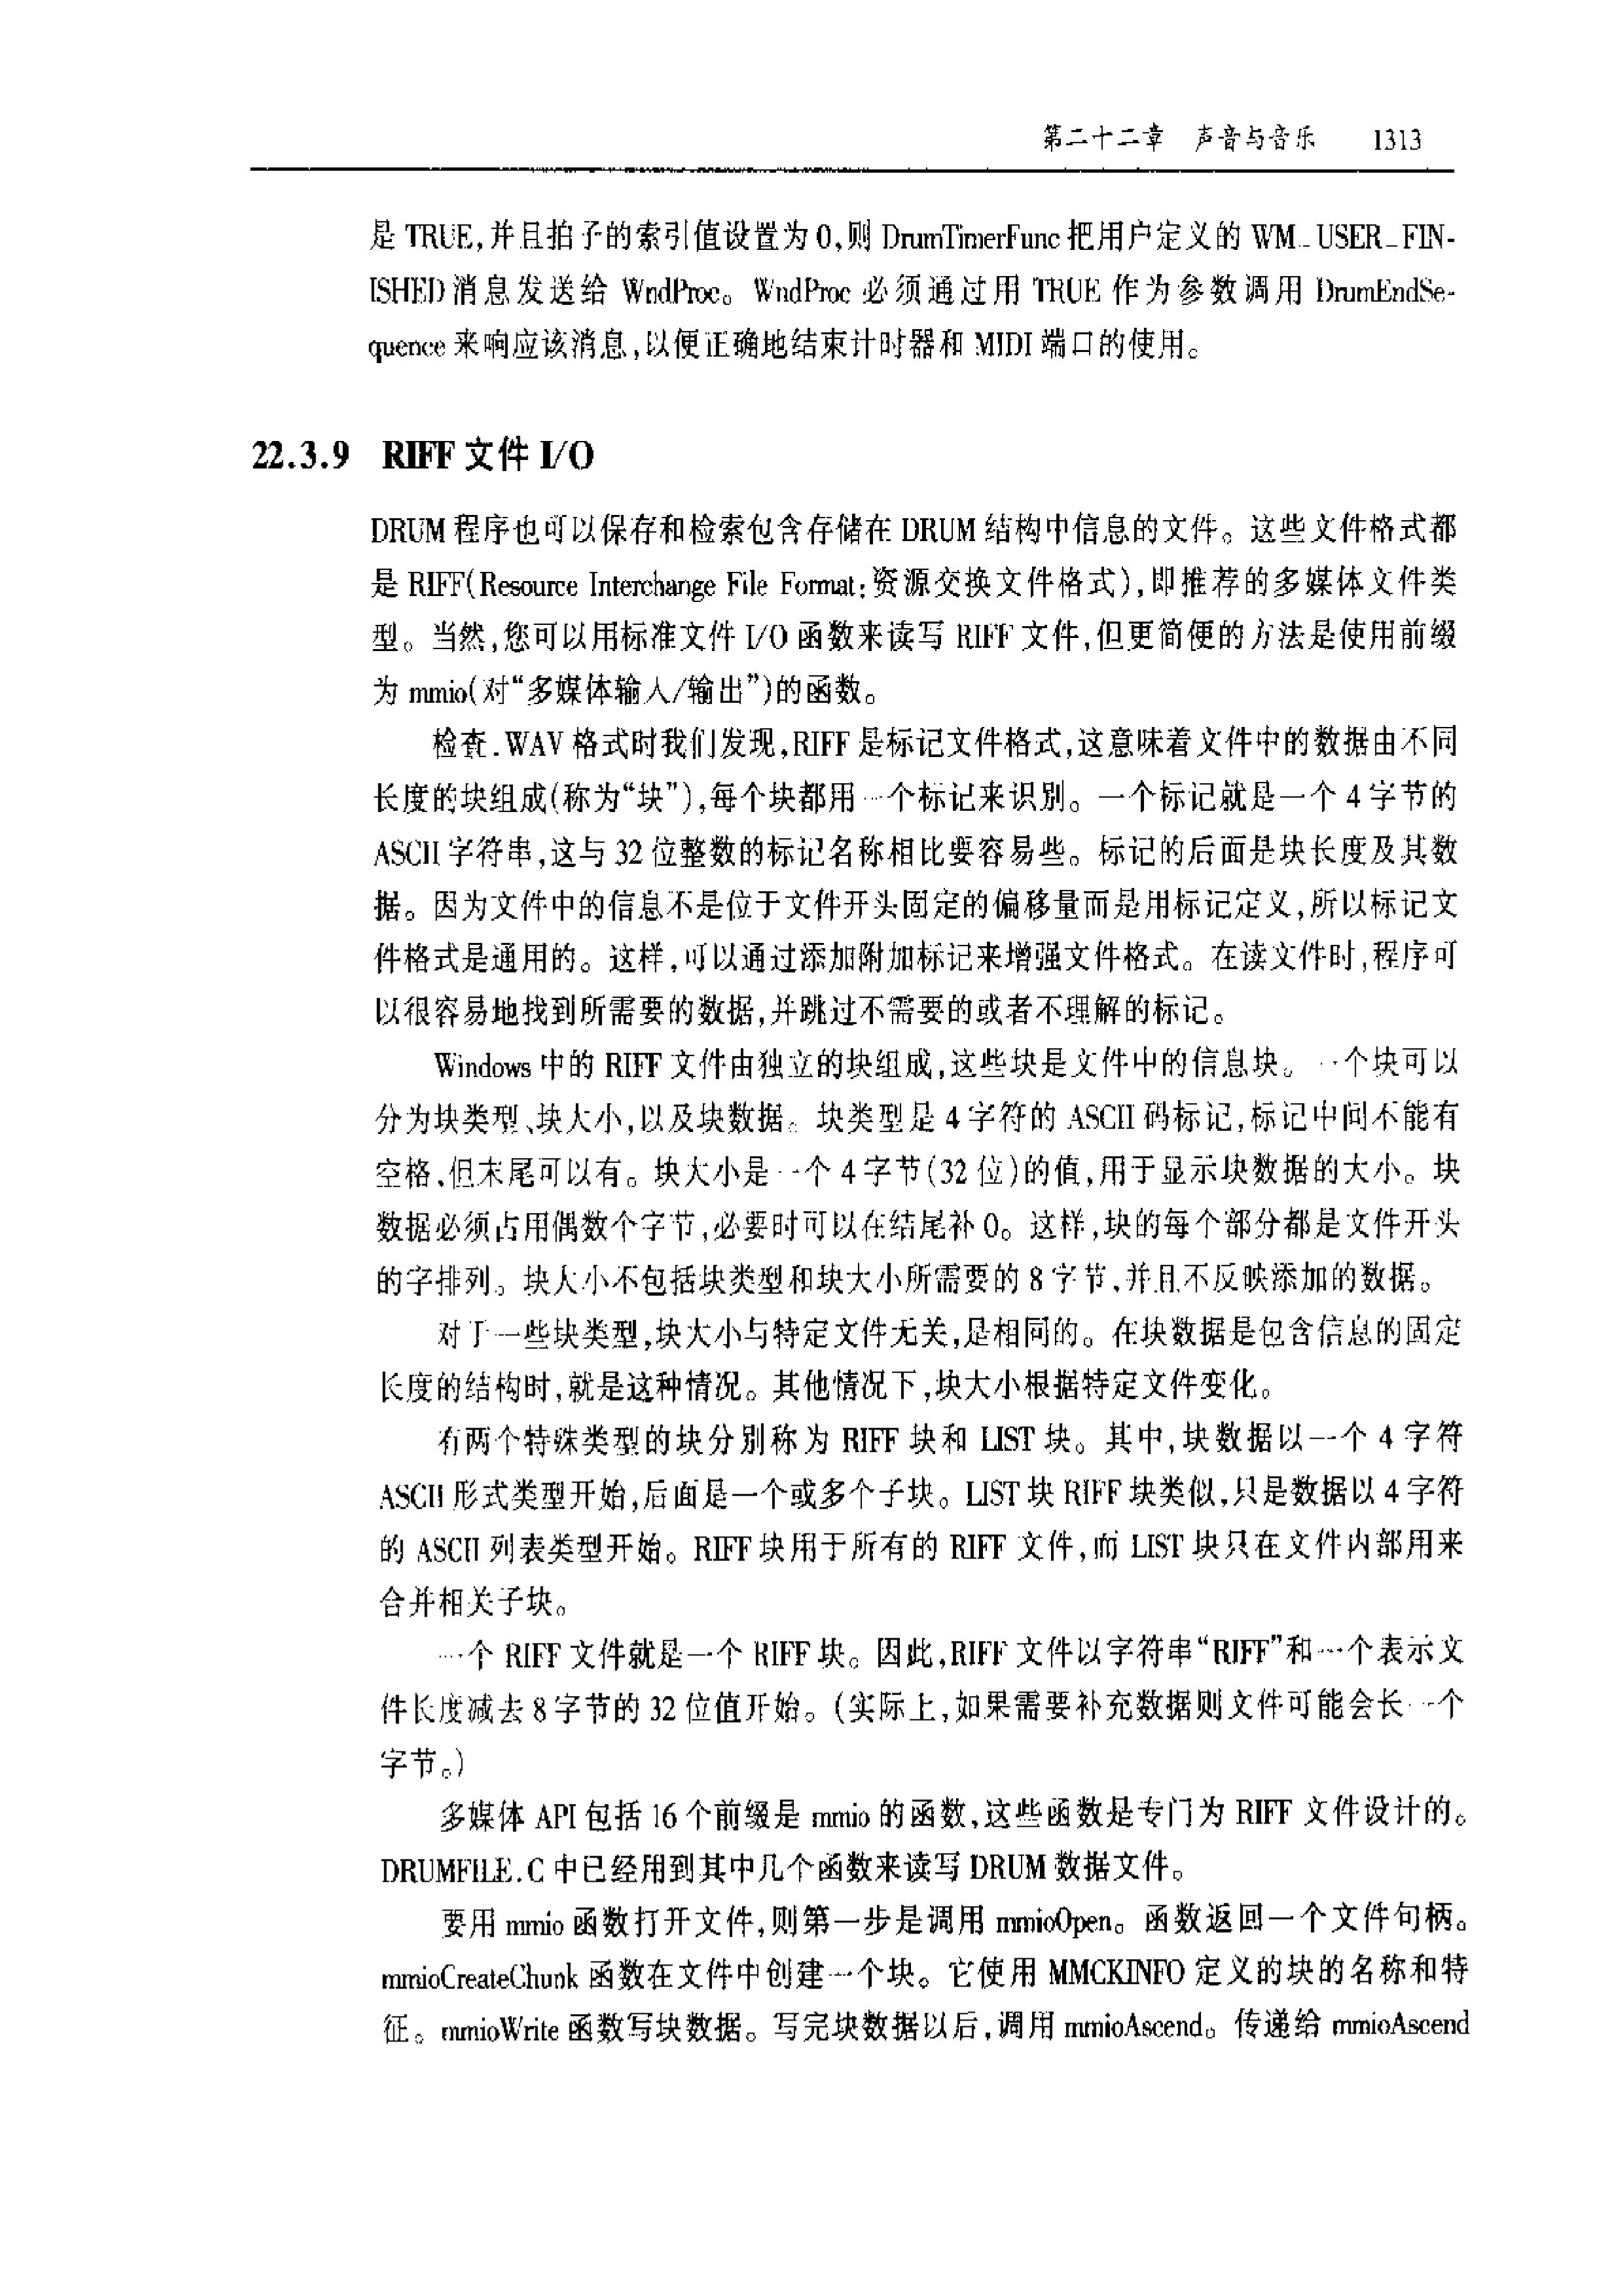 第二十二章 声音与音乐 1313
是 TRUE,并且拍子的索引值设置为 0,则 DrumTimerFunc 把用户定义的 WM_USER_FIN-
ISHED 消息发送给 WndProc。WndProc 必须通过用 TRUE 作为参数调用 DrumEndSe-
quence 来响应该消息,以便正确地结束计时器和 MIDI 端口的使用。
22.3.9 RIFF 文件 I/O
DRUM 程序也可以保存和检索包含存储在 DRUM 结构中信息的文件。这些文件格式都
是 RIFF(Resource Interchange File Format:资源交换文件格式),即推荐的多媒体文件类
型。当然,您可以用标准文件 I/O 函数来读写 RIFF 文件,但更简便的方法是使用前缀
为 mmio(对“多媒体输入/输出”)的函数。
检查.WAV 格式时我们发现,RIFF 是标记文件格式,这意味着文件中的数据由不同
长度的块组成(称为“块”),每个块都用一个标记来识别。一个标记就是一个 4 字节的
ASCII 字符串,这与 32 位整数的标记名称相比要容易些。标记的后面是块长度及其数
据。因为文件中的信息不是位于文件开头固定的偏移量而是用标记定义,所以标记文
件格式是通用的。这样,可以通过添加附加标记来增强文件格式。在读文件时,程序可
以很容易地找到所需要的数据,并跳过不需要的或者不理解的标记。
Windows 中的 RIFF 文件由独立的块组成,这些块是文件中的信息块。一个块可以
分为块类型、块大小,以及块数据。块类型是 4 字符的 ASCII 码标记,标记中间不能有
空格,但末尾可以有。块大小是一个 4 字节(32 位)的值,用于显示块数据的大小。块
数据必须占用偶数个字节,必要时可以在结尾补 0。这样,块的每个部分都是文件开头
的字排列。块大小不包括块类型和块大小所需要的 8 字节,并且不反映添加的数据。
对于一些块类型,块大小与特定文件无关,是相同的。在块数据是包含信息的固定
长度的结构时,就是这种情况。其他情况下,块大小根据特定文件变化。
有两个特殊类型的块分别称为 RIFF 块和 LIST 块。其中,块数据以一个 4 字符
ASCII 形式类型开始,后面是一个或多个子块。LIST 块 RIFF 块类似,只是数据以 4 字符
的 ASCII 列表类型开始。RIFF 块用于所有的 RIFF 文件,而 LIST 块只在文件内部用来
合并相关子块。
一个 RIFF 文件就是一个 RIFF 块。因此,RIFF 文件以字符串“RIFF”和一个表示文
件长度减去 8 字节的 32 位值开始。(实际上,如果需要补充数据则文件可能会长一个
字节。)
多媒体 API 包括 16 个前缀是 mmio 的函数,这些函数是专门为 RIFF 文件设计的。
DRUMFILE.C 中已经用到其中几个函数来读写 DRUM 数据文件。
要用 mmio 函数打开文件,则第一步是调用 mmioOpen。函数返回一个文件句柄。
mmioCreateChunk 函数在文件中创建一个块。它使用 MMCKINFO 定义的块的名称和特
征。mmioWrite 函数写块数据。写完块数据以后,调用 mmioAscend。传递给 mmioAscend